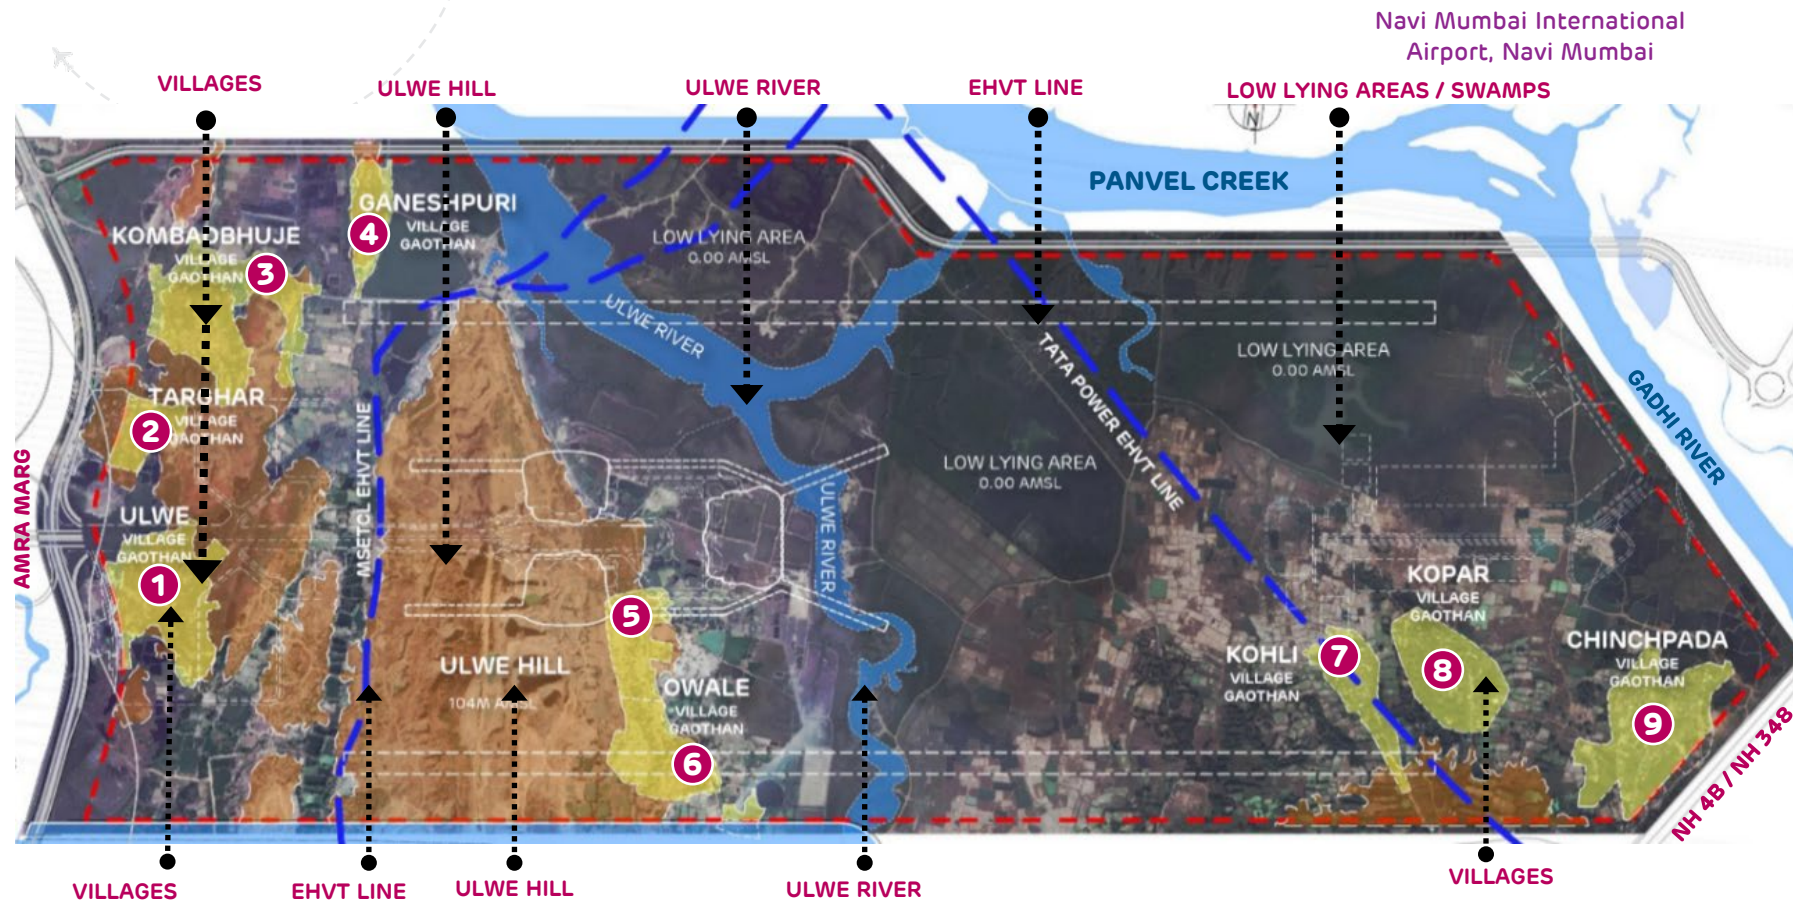 Navi Mumbai International
Airport, Navi Mumbai
VILLAGES
ULWE HILL
ULWE RIVER
EHVT LINE
LOW LYING AREAS / SWAMPS
N
PANVEL CREEK
GANESHPURI
VILLAGE
GAOTHAN
4
KOMBADBHUJE
VILLAGE
GAOTHAN
3
LOW LYING AREA
0.00 AMSL
ULWE RIVER
TATA POWER EHVT LINE
LOW LYING AREA
0.00 AMSL
GADHI RIVER
TARGHAR
VILLAGE
GAOTHAN
2
MSETCL EHVT LINE
LOW LYING AREA
0.00 AMSL
AMRA MARG
ULWE
VILLAGE
GAOTHAN
1
ULWE RIVER
5
KOPAR
VILLAGE
GAOTHAN
8
KOHLI
VILLAGE
GAOTHAN
7
CHINCHPADA
VILLAGE
GAOTHAN
9
ULWE HILL
104M AMSL
OWALE
VILLAGE
GAOTHAN
6
NH 4B / NH 348
VILLAGES
EHVT LINE
ULWE HILL
ULWE RIVER
VILLAGES